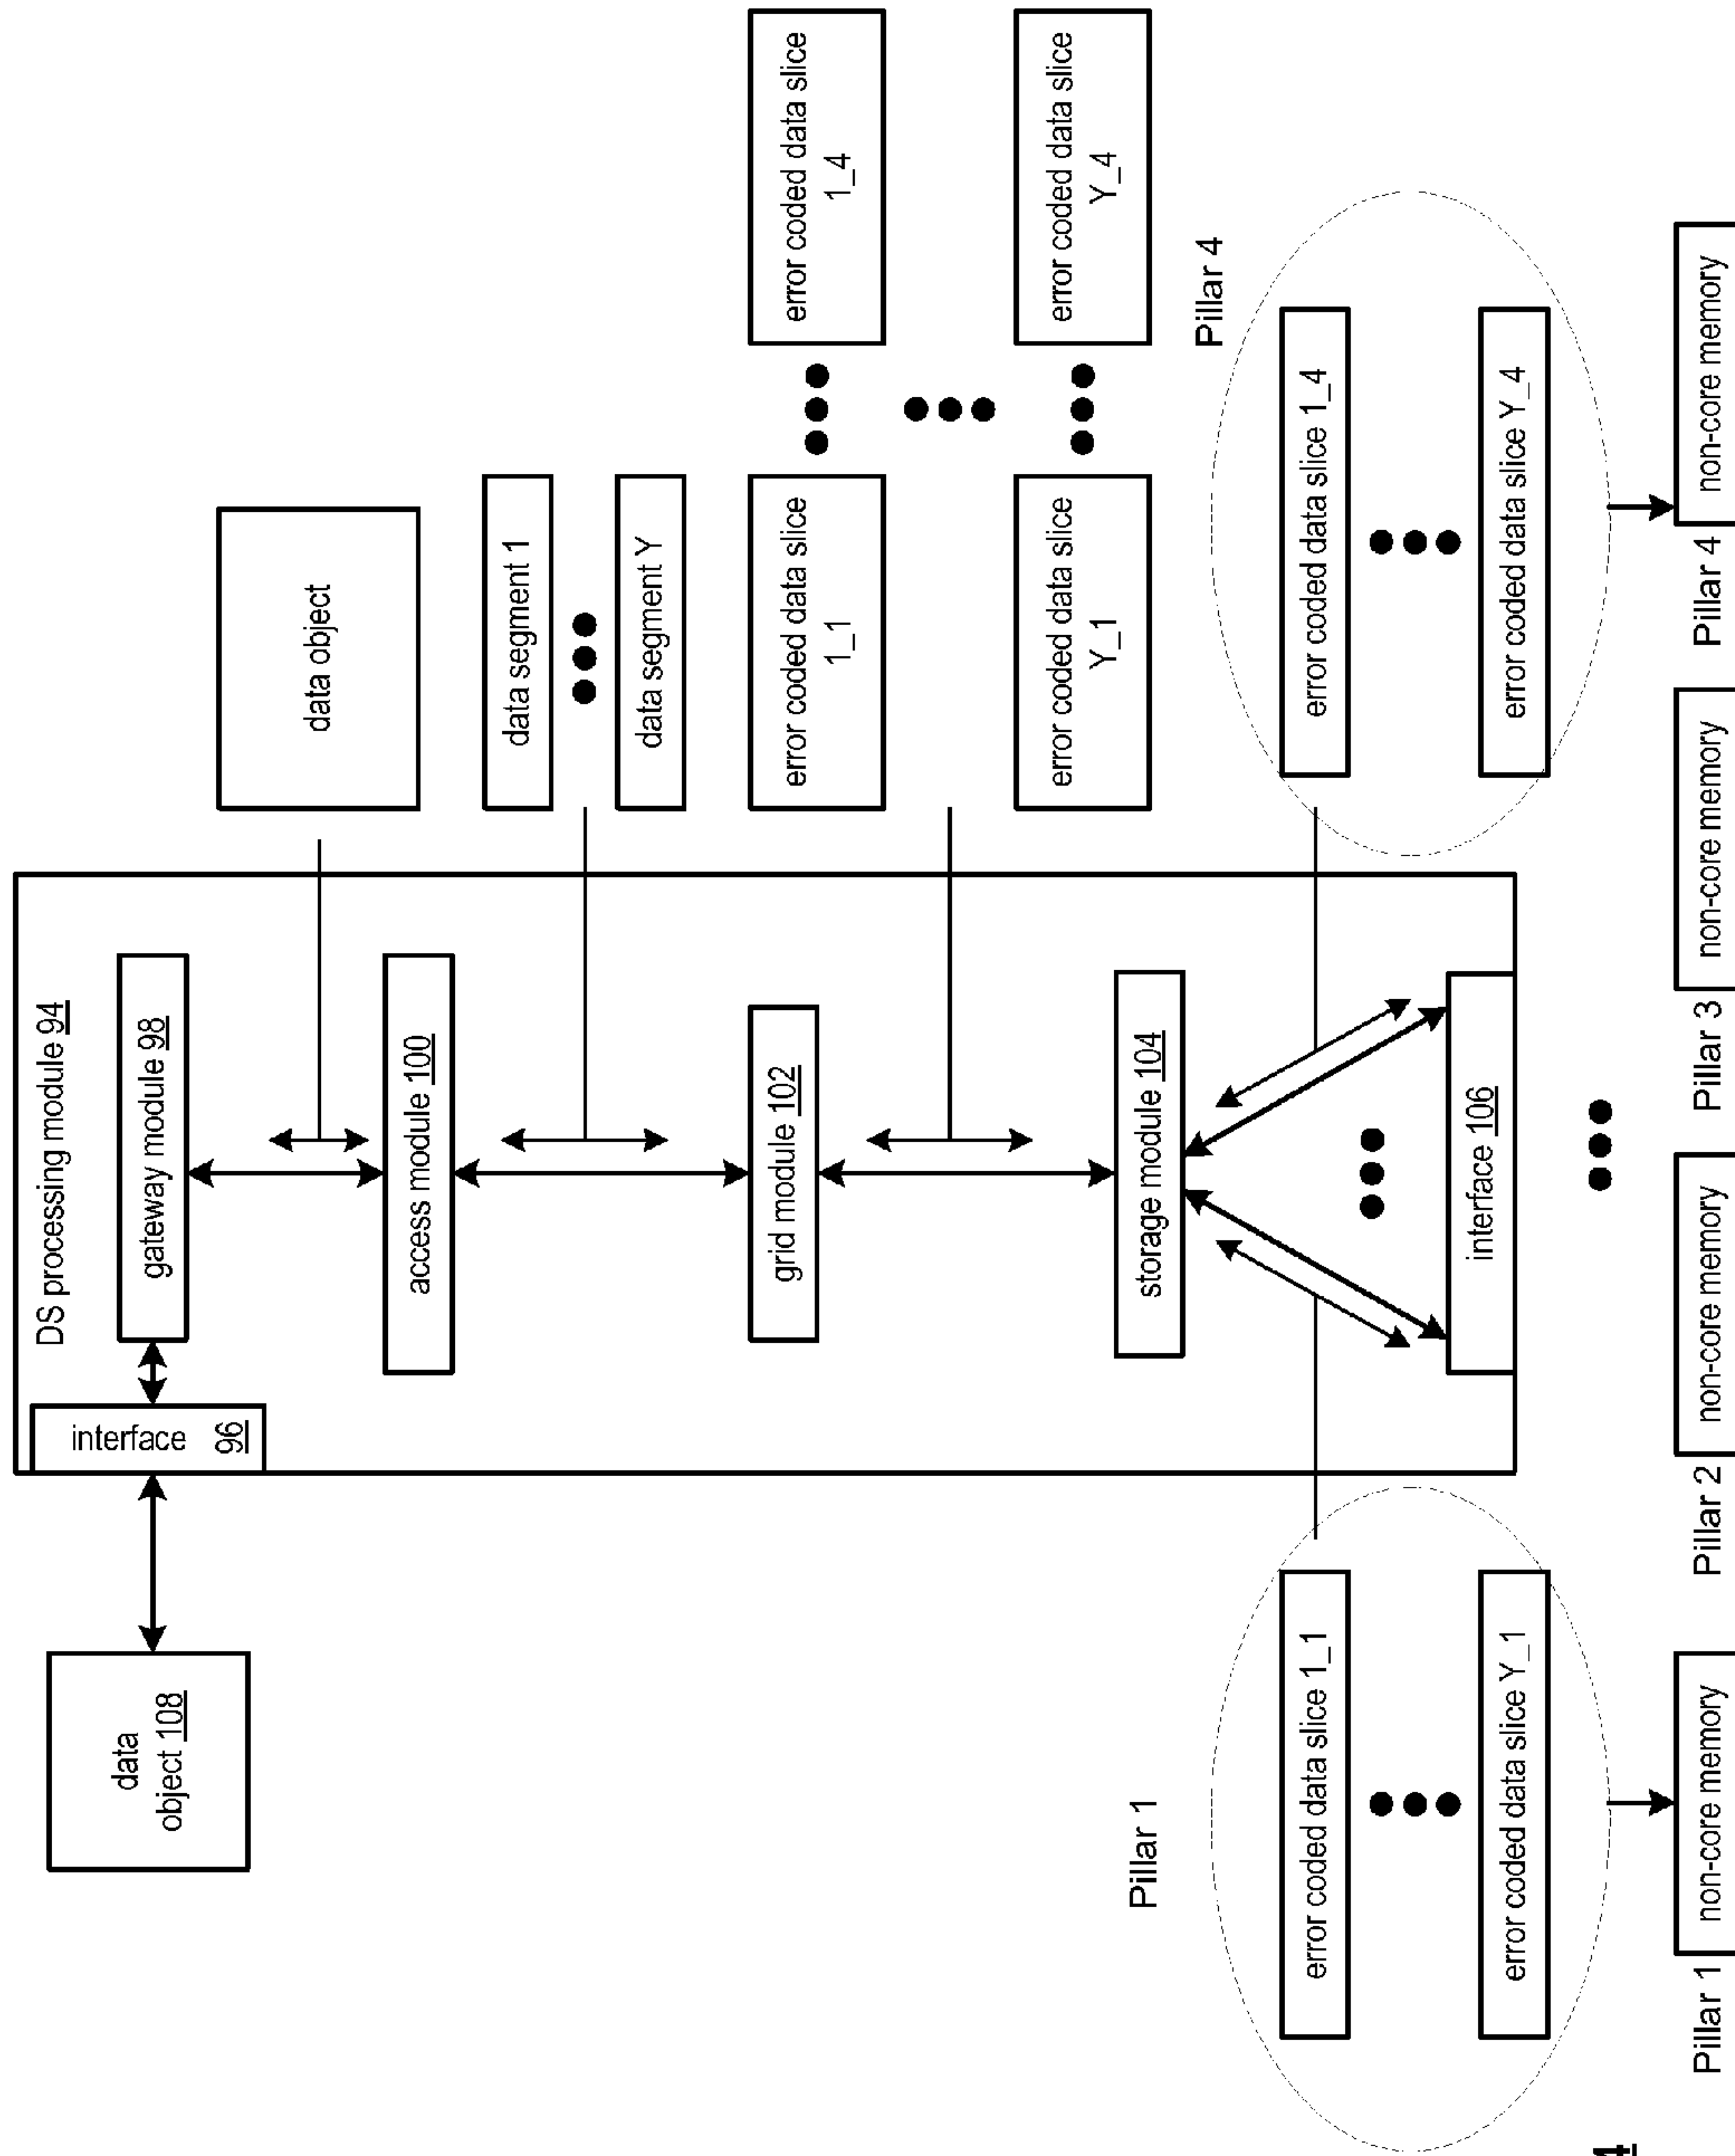 data
object 108
interface 96
DS processing module 94
gateway module 98
access module 100
grid module 102
storage module 104
interface 106
data object
data segment 1
data segment Y
error coded data slice
1_1
error coded data slice
1_4
error coded data slice
Y_1
error coded data slice
Y_4
Pillar 1
error coded data slice 1_1
error coded data slice Y_1
Pillar 4
error coded data slice 1_4
error coded data slice Y_4
Pillar 1
non-core memory
Pillar 2
non-core memory
Pillar 3
non-core memory
Pillar 4
non-core memory